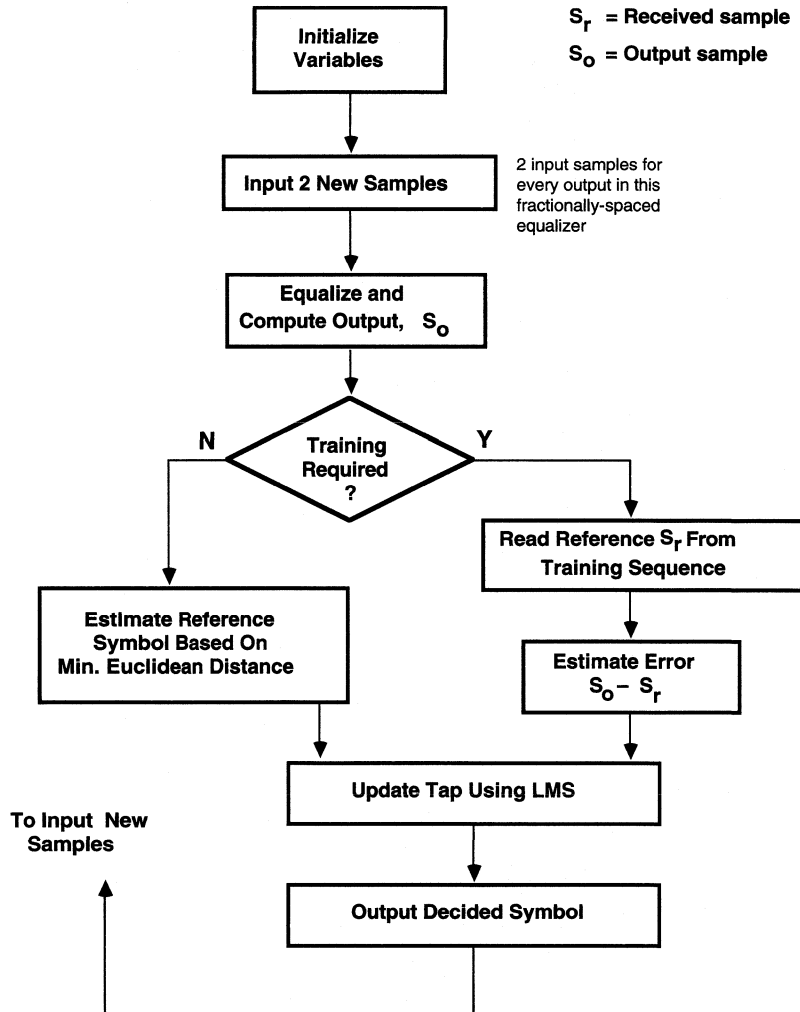 Initialize
Variables
Sr = Received sample
So = Output sample
Input 2 New Samples
2 input samples for
every output in this
fractionally-spaced
equalizer
Equalize and
Compute Output, So
N
Y
Training
Required
?
Read Reference Sr From
Training Sequence
Estimate Reference
Symbol Based On
Min. Euclidean Distance
Estimate Error
So – Sr
Update Tap Using LMS
To Input New
Samples
Output Decided Symbol